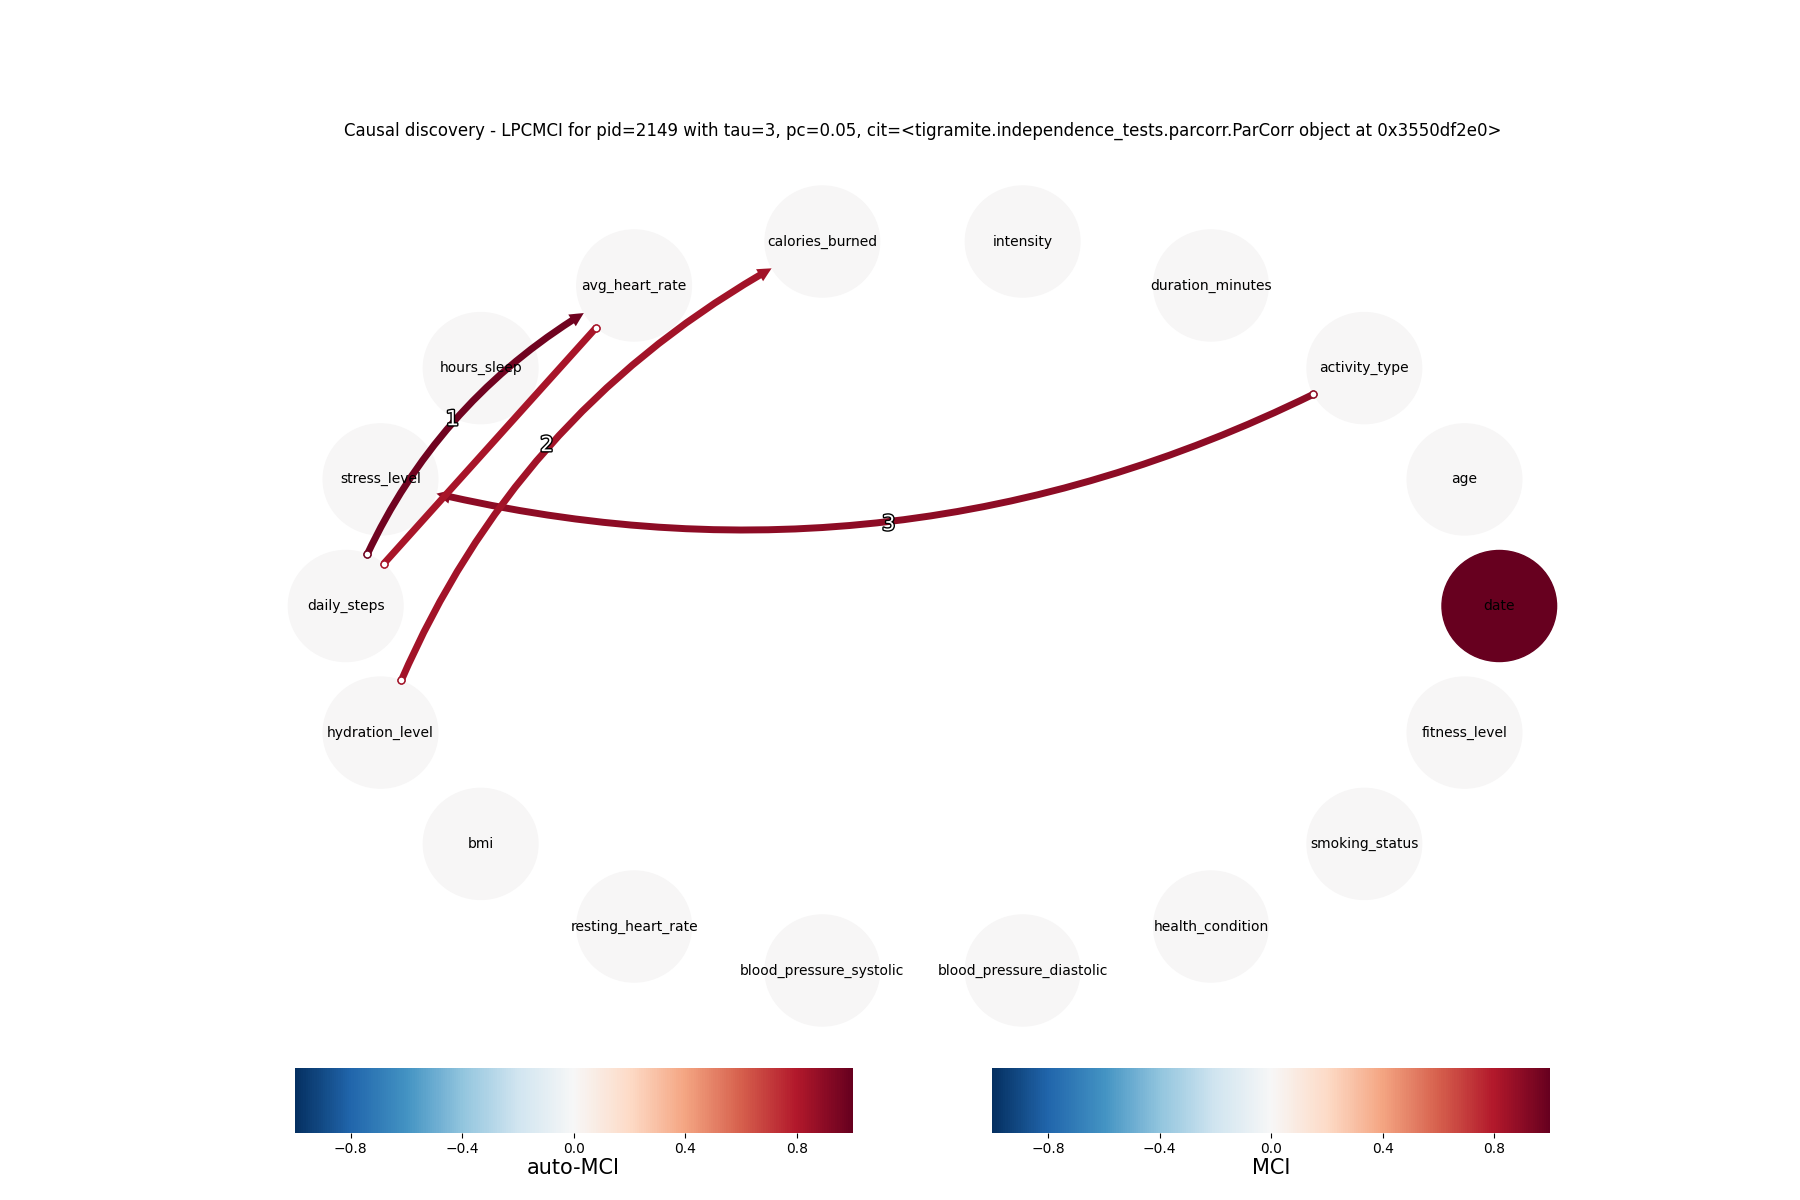 Causal discovery - LPCMCI for pid=2149 with tau=3, pc=0.05, cit=<tigramite.independence_tests.parcorr.ParCorr object at 0x3550df2e0>
calories_burned
intensity
avg_heart_rate
duration_minutes
hours_sleep
activity_type
1
2
stress_level
age
3
daily_steps
date
hydration_level
fitness_level
bmi
smoking_status
resting_heart_rate
health_condition
blood_pressure_systolic
blood_pressure_diastolic
−0.8 −0.4 0.0 0.4 0.8
auto-MCI
−0.8 −0.4 0.0 0.4 0.8
MCI